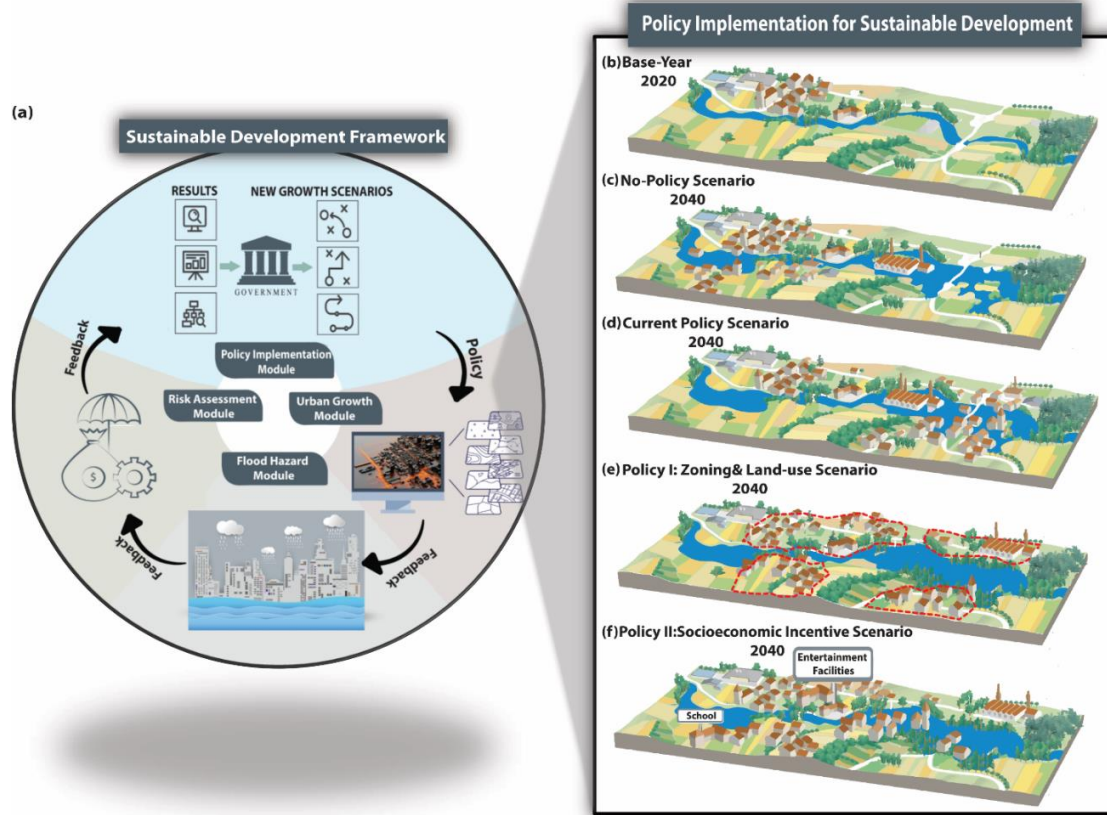 (a)
Sustainable Development Framework
RESULTS
NEW GROWTH SCENARIOS
GOVERNMENT
Feedback
Policy
Policy Implementation
Module
Risk Assessment
Module
Urban Growth
Module
Flood Hazard
Module
$
Feedback
Feedback
Policy Implementation for Sustainable Development
(b)Base-Year
2020
(c)No-Policy Scenario
2040
(d)Current Policy Scenario
2040
(e)Policy I: Zoning& Land-use Scenario
2040
(f)Policy II:Socioeconomic Incentive Scenario
2040
Entertainment
Facilities
School